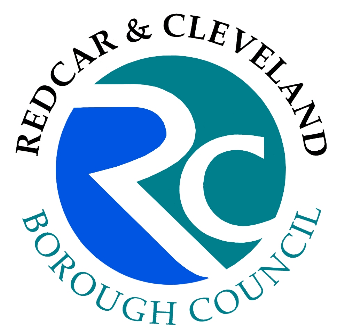 REDCAR & CLEVELAND
RC
BOROUGH COUNCIL